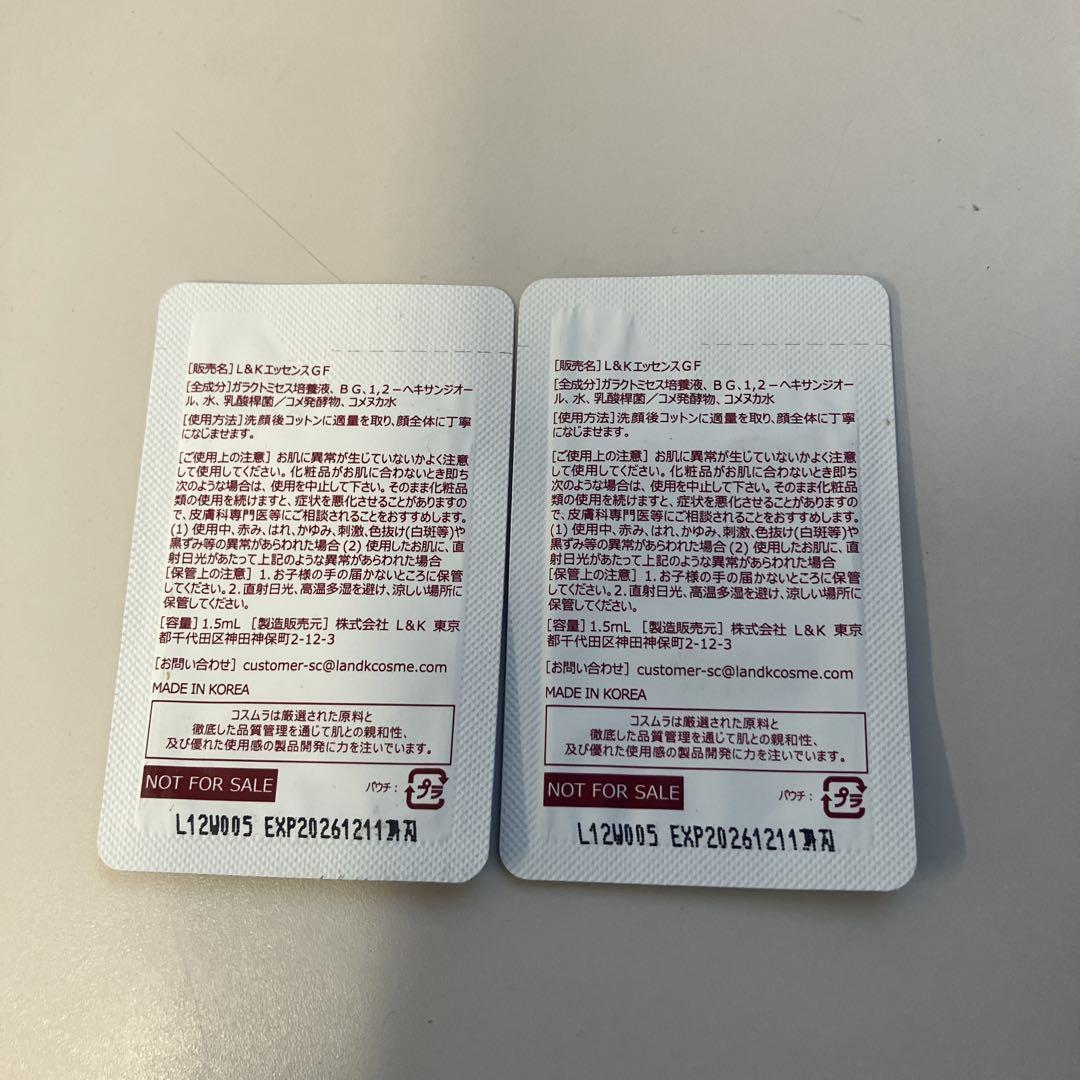 [販売名]L&KエッセンスGF
[全成分]ガラクトミセス培養液、BG、1,2-ヘキサンジオー
ル、水、乳酸桿菌/コメ発酵物、コメヌカ水
[使用方法]洗顔後コットンに適量を取り、顔全体に丁寧
になじませます。
[ご使用上の注意] お肌に異常が生じていないかよく注意
して使用してください。化粧品がお肌に合わないとき即ち
次のような場合は、使用を中止して下さい。そのまま化粧品
類の使用を続けますと、症状を悪化させることがありますの
で、皮膚科専門医等にご相談されることをおすすめします。
(1) 使用中、赤み、はれ、かゆみ、刺激、色抜け(白斑等)や
黒ずみ等の異常があらわれた場合 (2) 使用したお肌に、直
射日光があたって上記のような異常があらわれた場合
[保管上の注意] 1.お子様の手の届かないところに保管
してください。2.直射日光、高温多湿を避け、涼しい場所に
保管してください。
[容量] 1.5mL [製造販売元] 株式会社 L&K 東京
都千代田区神田神保町2-12-3
[お問い合わせ] customer-sc@landkcosme.com
MADE IN KOREA
コスムラは厳選された原料と
徹底した品質管理を通じて肌との親和性、
及び優れた使用感の製品開発に力を注いでいます。
NOT FOR SALE
パウチ: プラ
L12W005 EXP20261211까지
[販売名]L&KエッセンスGF
[全成分]ガラクトミセス培養液、BG、1,2-ヘキサンジオー
ル、水、乳酸桿菌/コメ発酵物、コメヌカ水
[使用方法]洗顔後コットンに適量を取り、顔全体に丁寧
になじませます。
[ご使用上の注意] お肌に異常が生じていないかよく注意
して使用してください。化粧品がお肌に合わないとき即ち
次のような場合は、使用を中止して下さい。そのまま化粧品
類の使用を続けますと、症状を悪化させることがありますの
で、皮膚科専門医等にご相談されることをおすすめします。
(1) 使用中、赤み、はれ、かゆみ、刺激、色抜け(白斑等)や
黒ずみ等の異常があらわれた場合 (2) 使用したお肌に、直
射日光があたって上記のような異常があらわれた場合
[保管上の注意] 1.お子様の手の届かないところに保管
してください。2.直射日光、高温多湿を避け、涼しい場所に
保管してください。
[容量] 1.5mL [製造販売元] 株式会社 L&K 東京
都千代田区神田神保町2-12-3
[お問い合わせ] customer-sc@landkcosme.com
MADE IN KOREA
コスムラは厳選された原料と
徹底した品質管理を通じて肌との親和性、
及び優れた使用感の製品開発に力を注いでいます。
NOT FOR SALE
パウチ: プラ
L12W005 EXP20261211까지